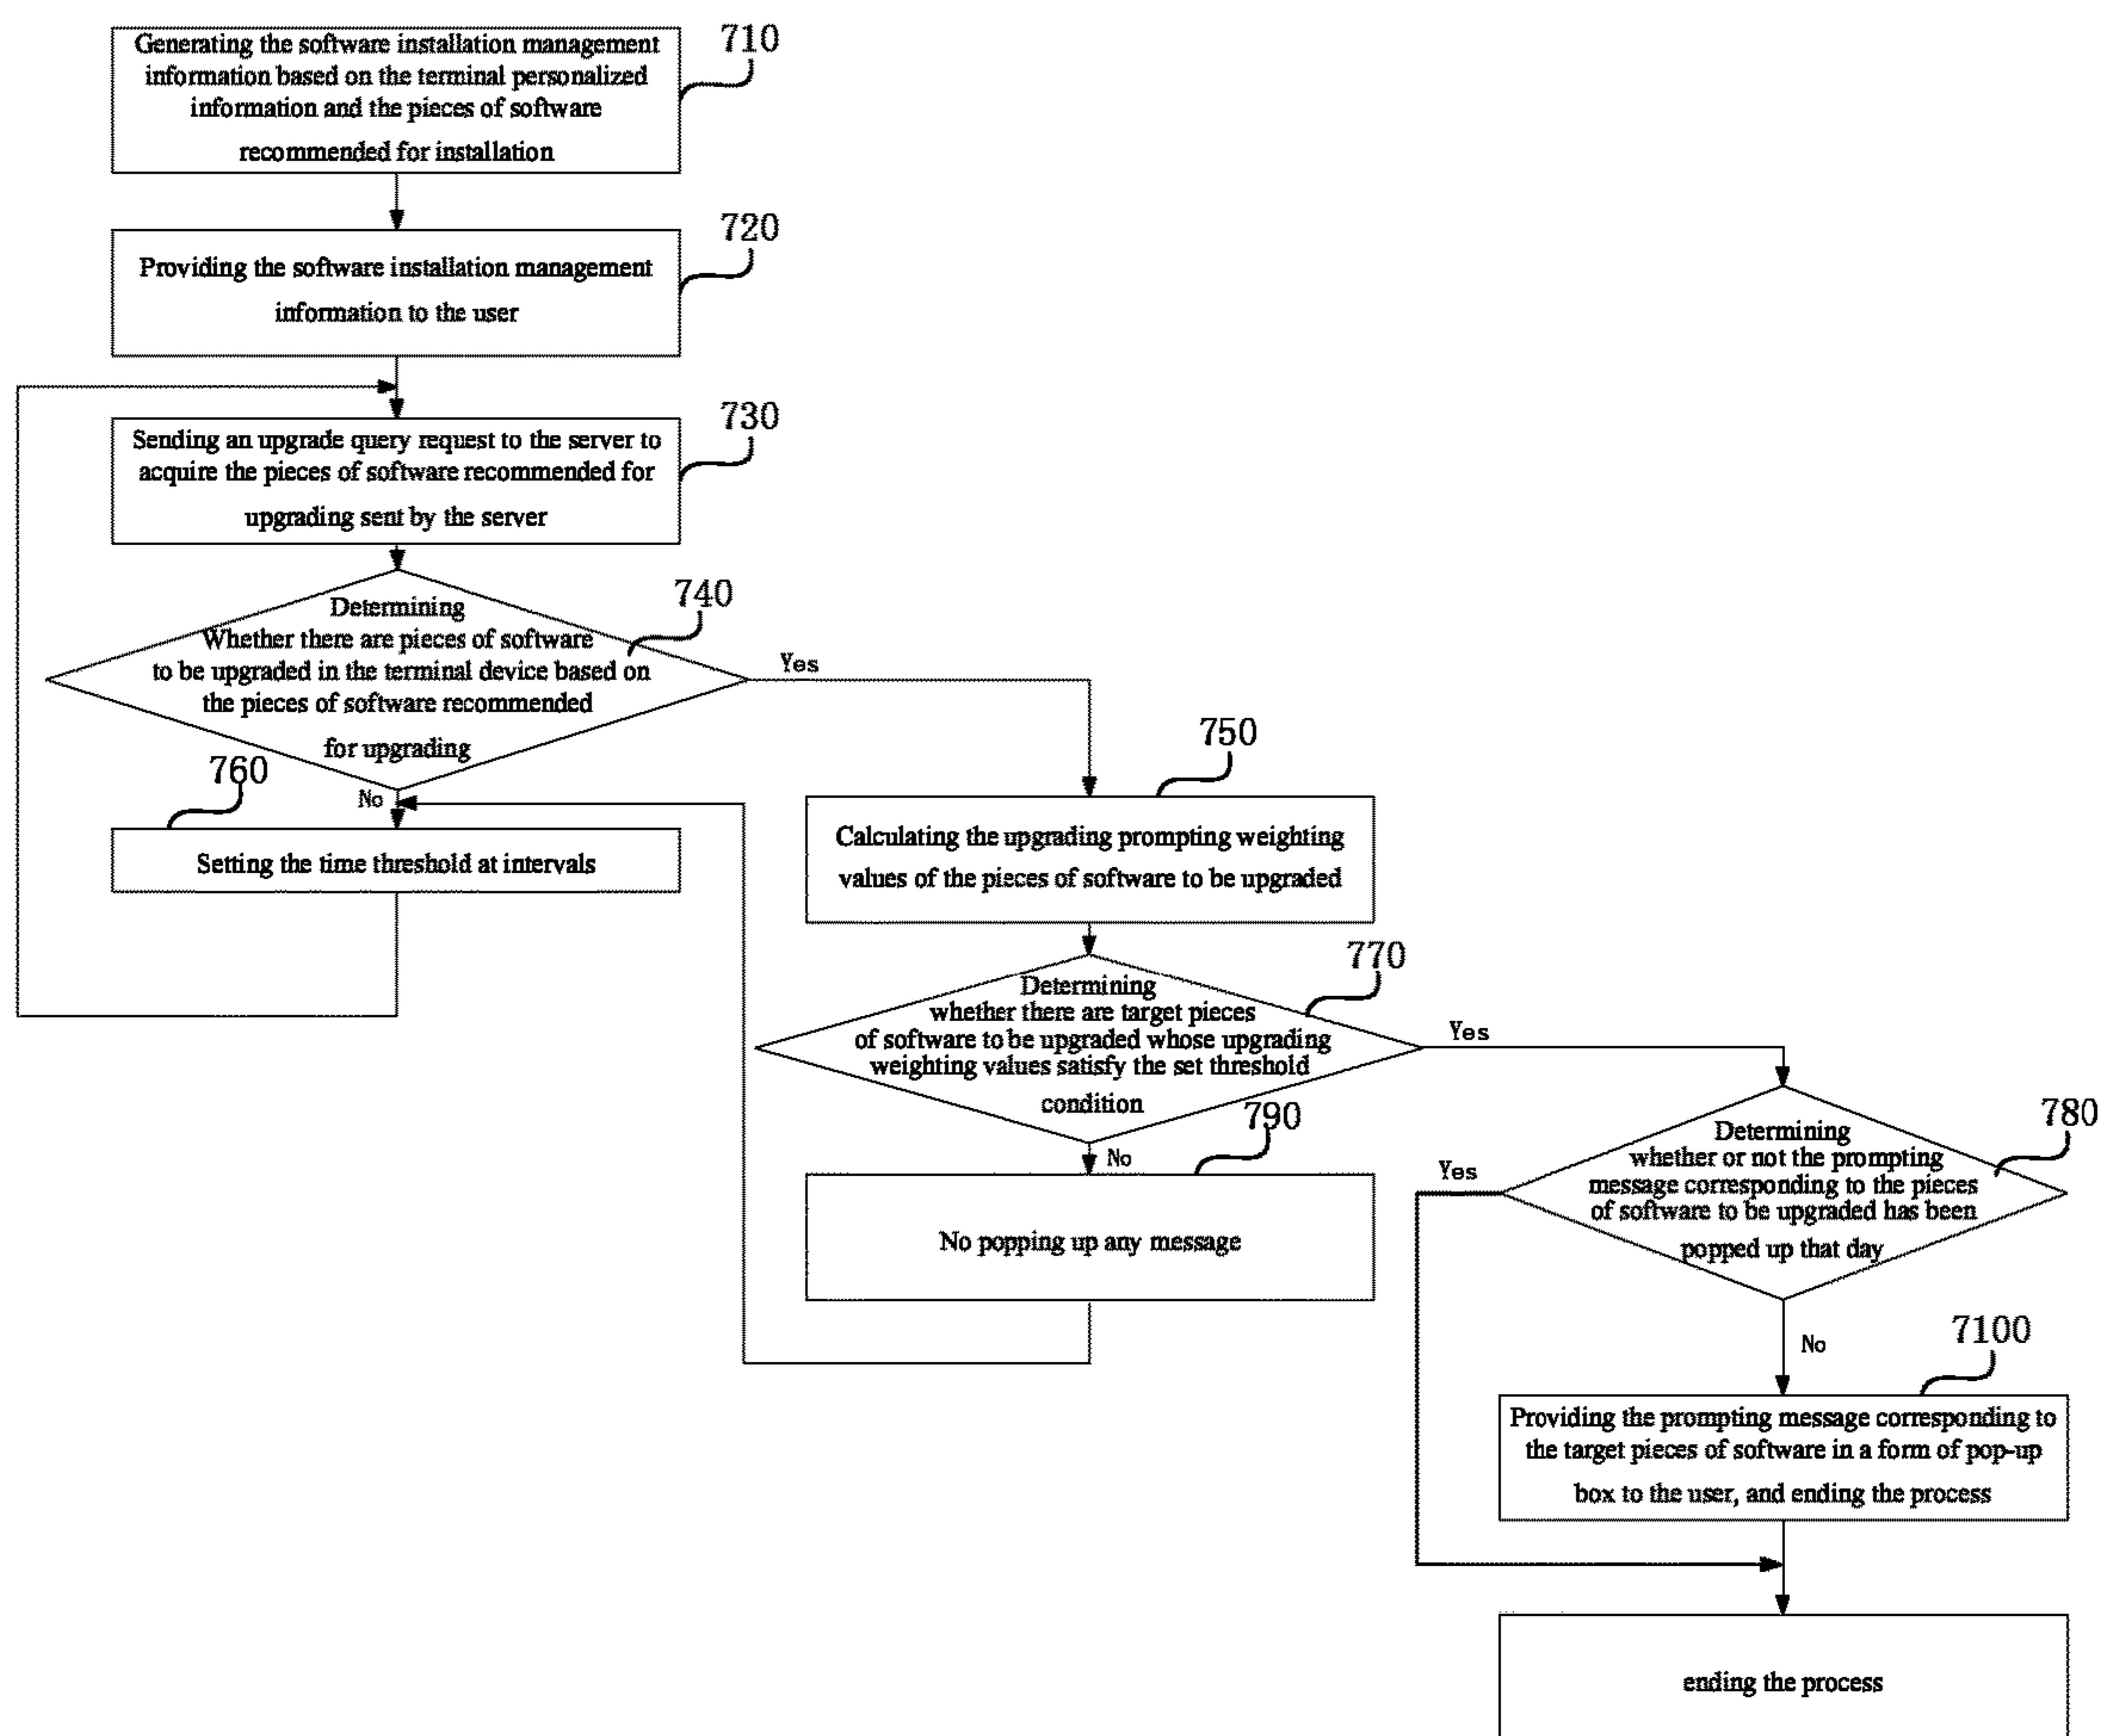 Generating the software installation management
information based on the terminal personalized
information and the pieces of software
recommended for installation
710
Providing the software installation management
information to the user
720
Sending an upgrade query request to the server to
acquire the pieces of software recommended for
upgrading sent by the server
730
Determining
Whether there are pieces of software
to be upgraded in the terminal device based on
the pieces of software recommended
for upgrading
740
Yes
No
760
Setting the time threshold at intervals
750
Calculating the upgrading prompting weighting
values of the pieces of software to be upgraded
770
Determining
whether there are target pieces
of software to be upgraded whose upgrading
weighting values satisfy the set threshold
condition
Yes
No
790
No popping up any message
780
Determining
whether or not the prompting
message corresponding to the pieces
of software to be upgraded has been
popped up that day
Yes
No
7100
Providing the prompting message corresponding to
the target pieces of software in a form of pop-up
box to the user, and ending the process
ending the process